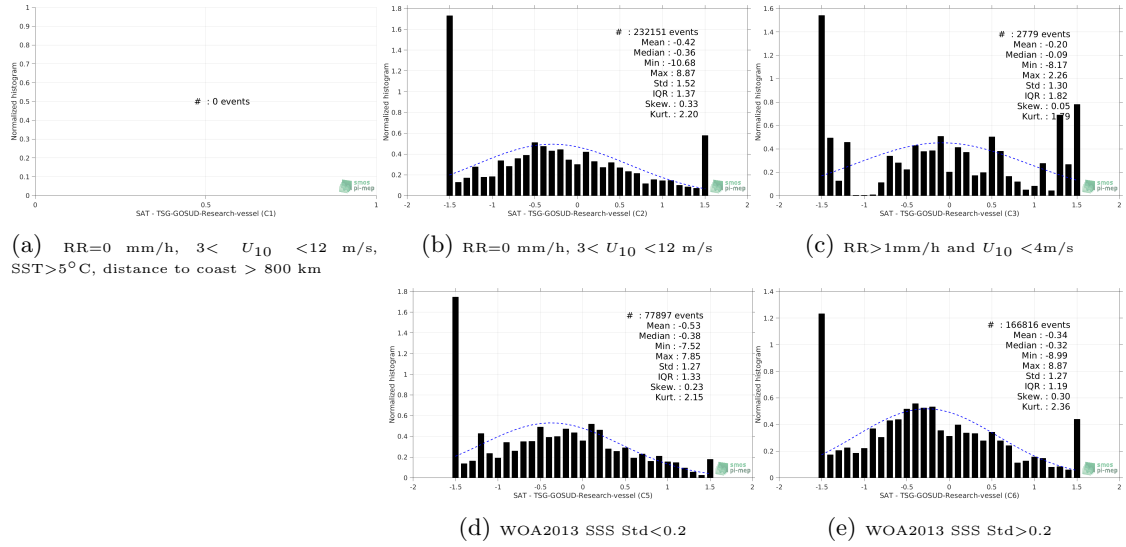 1
0.9
0.8
0.7
0.6
0.5
0.4
0.3
0.2
0.1
0
Normalized histogram
# : 0 events
smos
pi-mep
0 0.5 1
SAT - TSG-GOSUD-Research-vessel (C1)
(a) RR=0 mm/h, 3< U10 <12 m/s,
SST>5°C, distance to coast > 800 km
1.8
1.6
1.4
1.2
1
0.8
0.6
0.4
0.2
0
Normalized histogram
# : 232151 events
Mean : -0.42
Median : -0.36
Min : -10.68
Max : 8.87
Std : 1.52
IQR : 1.37
Skew. : 0.33
Kurt. : 2.20
smos
pi-mep
-2 -1.5 -1 -0.5 0 0.5 1 1.5 2
SAT - TSG-GOSUD-Research-vessel (C2)
(b) RR=0 mm/h, 3< U10 <12 m/s
1.6
1.4
1.2
1
0.8
0.6
0.4
0.2
0
Normalized histogram
# : 2779 events
Mean : -0.20
Median : -0.09
Min : -8.17
Max : 2.26
Std : 1.30
IQR : 1.82
Skew. : 0.05
Kurt. : 1.79
smos
pi-mep
-2 -1.5 -1 -0.5 0 0.5 1 1.5 2
SAT - TSG-GOSUD-Research-vessel (C3)
(c) RR>1mm/h and U10 <4m/s
1.8
1.6
1.4
1.2
1
0.8
0.6
0.4
0.2
0
Normalized histogram
# : 77897 events
Mean : -0.53
Median : -0.38
Min : -7.52
Max : 7.85
Std : 1.27
IQR : 1.33
Skew. : 0.23
Kurt. : 2.15
smos
pi-mep
-2 -1.5 -1 -0.5 0 0.5 1 1.5 2
SAT - TSG-GOSUD-Research-vessel (C5)
(d) WOA2013 SSS Std<0.2
1.4
1.2
1
0.8
0.6
0.4
0.2
0
Normalized histogram
# : 166816 events
Mean : -0.34
Median : -0.32
Min : -8.99
Max : 8.87
Std : 1.27
IQR : 1.19
Skew. : 0.30
Kurt. : 2.36
smos
pi-mep
-2 -1.5 -1 -0.5 0 0.5 1 1.5 2
SAT - TSG-GOSUD-Research-vessel (C6)
(e) WOA2013 SSS Std>0.2